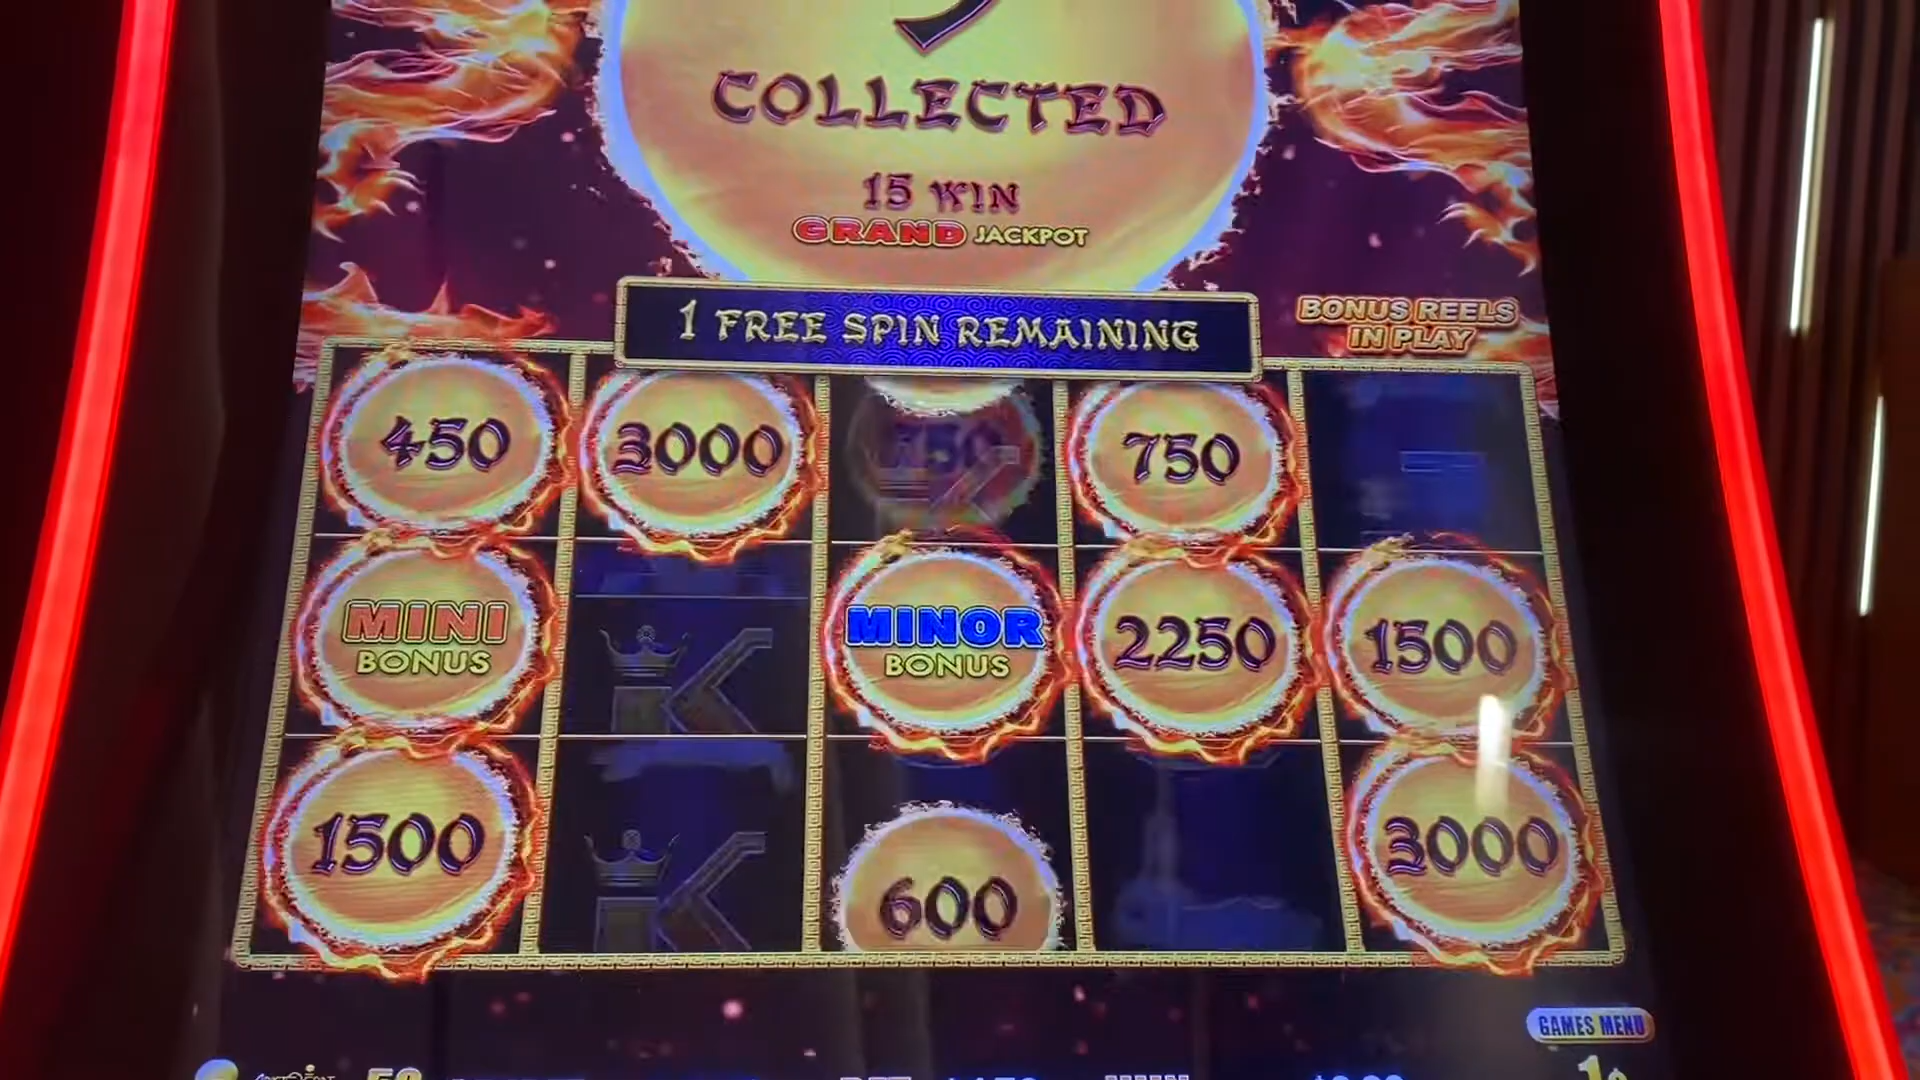 COLLECTED
15 WIN
GRAND JACKPOT
1 FREE SPIN REMAINING
BONUS REELS
IN PLAY
450
3000
750
MINI
BONUS
K
MINOR
BONUS
2250
1500
1500
K
600
3000
GAMES MENU
1¢